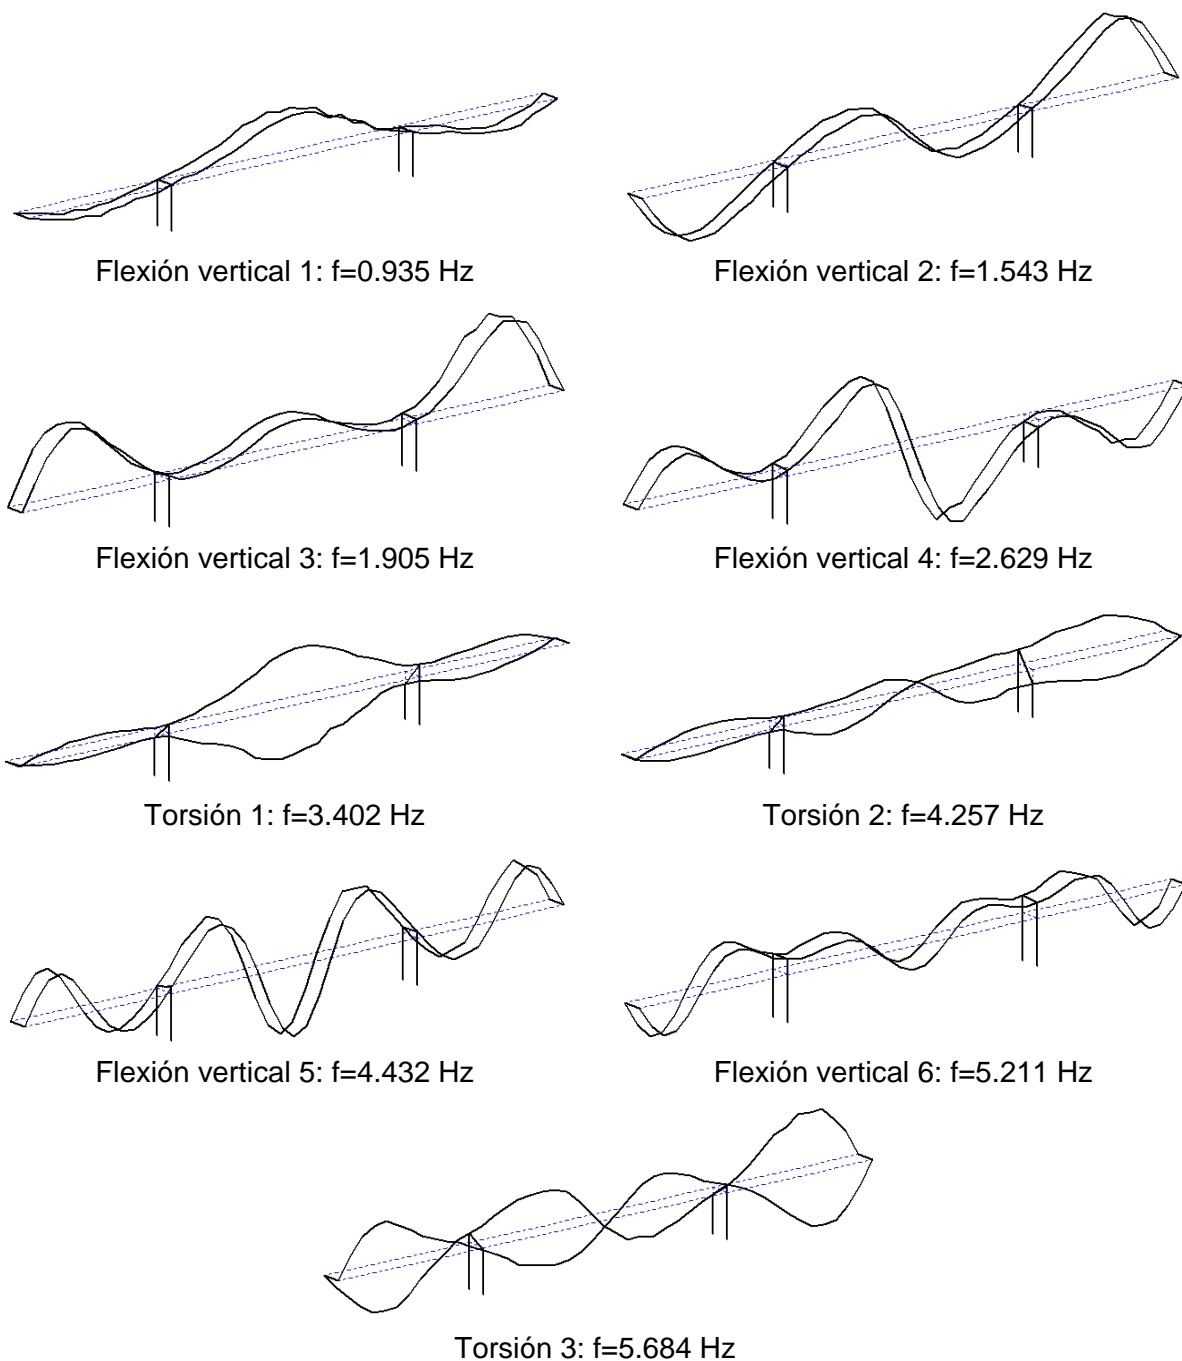 Flexión vertical 1: f=0.935 Hz
Flexión vertical 2: f=1.543 Hz
Flexión vertical 3: f=1.905 Hz
Flexión vertical 4: f=2.629 Hz
Torsión 1: f=3.402 Hz
Torsión 2: f=4.257 Hz
Flexión vertical 5: f=4.432 Hz
Flexión vertical 6: f=5.211 Hz
Torsión 3: f=5.684 Hz